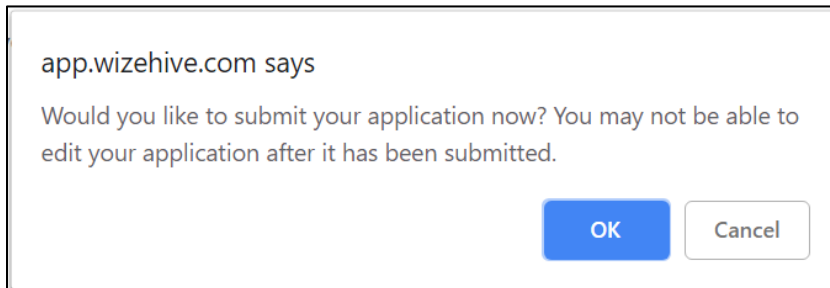 app.wizehive.com says
Would you like to submit your application now? You may not be able to
edit your application after it has been submitted.
OK Cancel